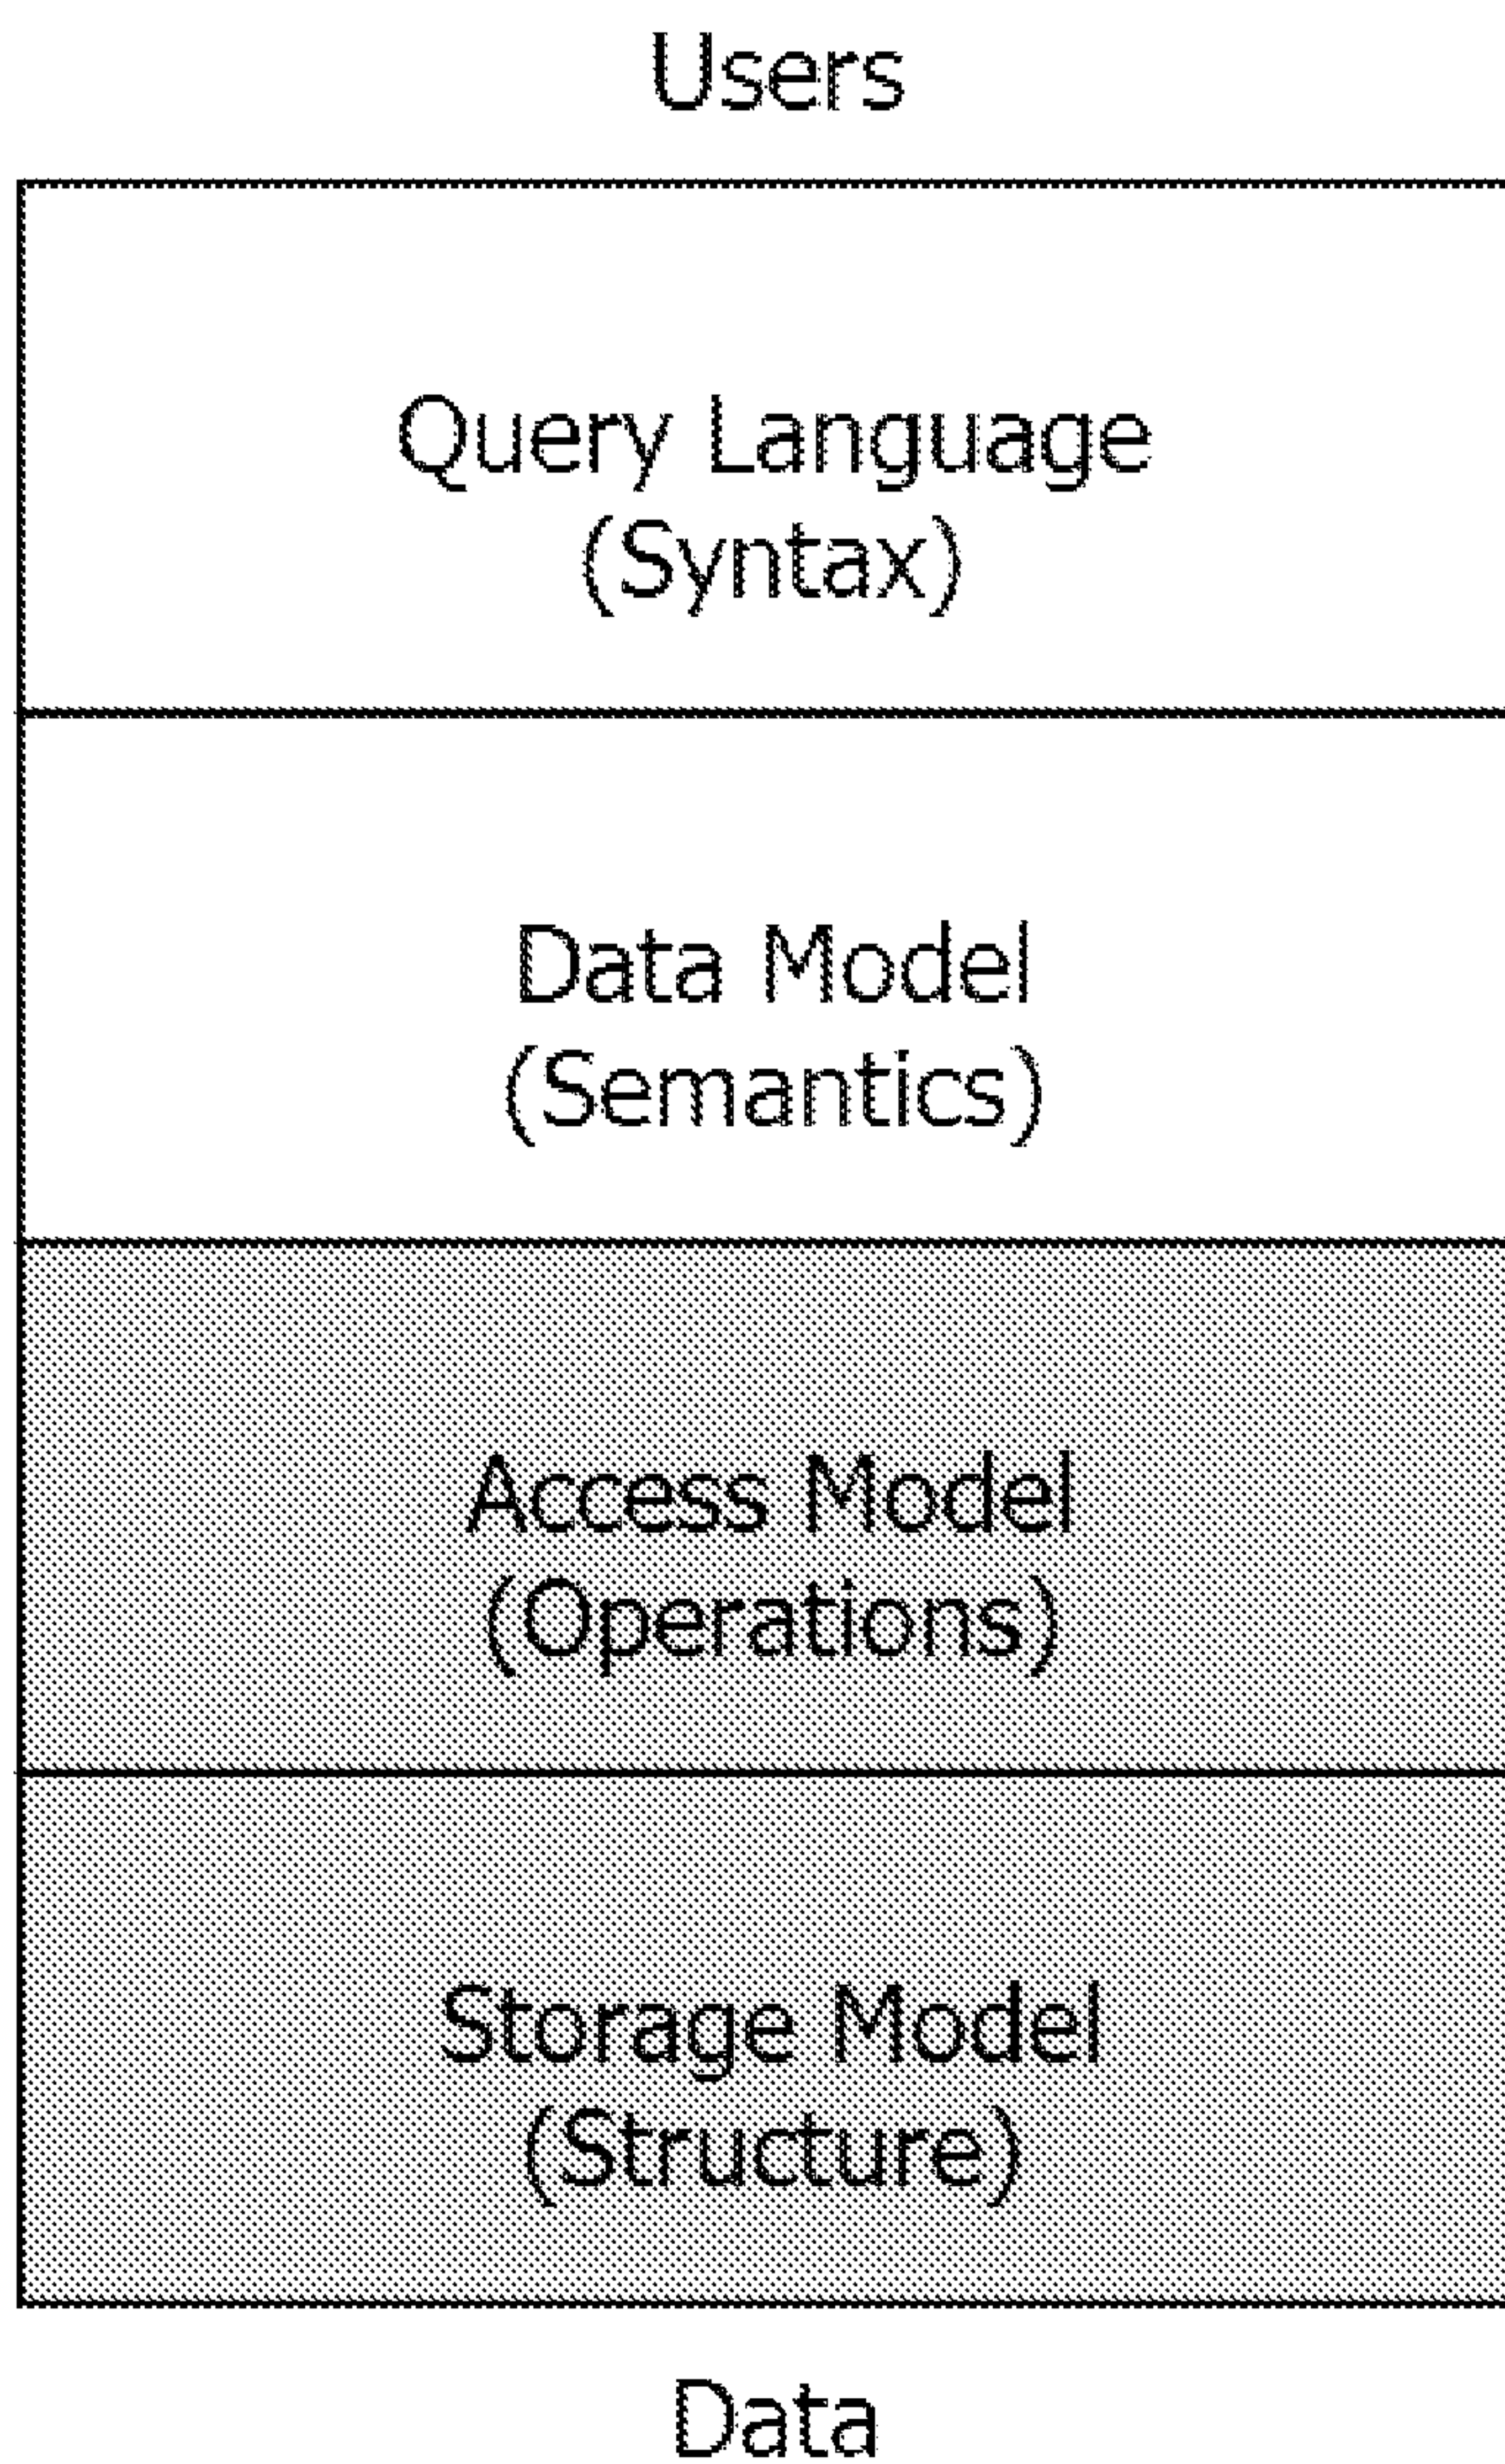 Users
Query Language
(Syntax)
Data Model
(Semantics)
Access Model
(Operations)
Storage Model
(Structure)
Data